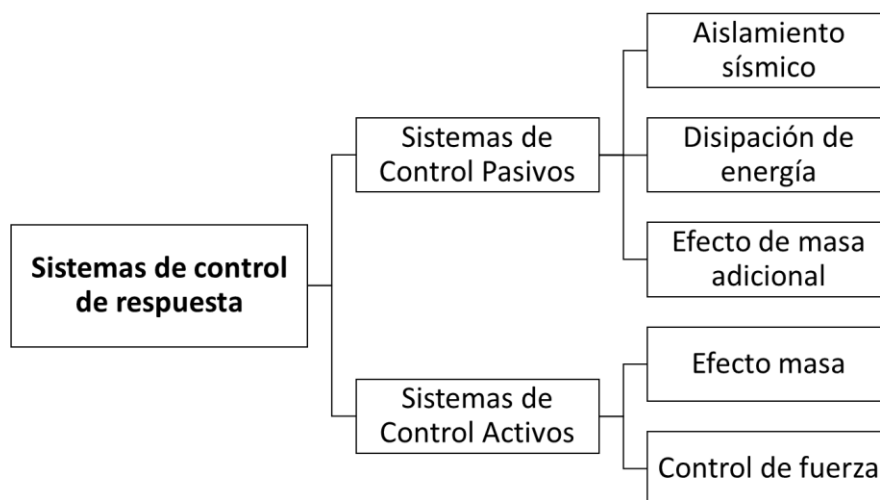 Sistemas de control
de respuesta
Sistemas de
Control Pasivos
Aislamiento
sísmico
Disipación de
energía
Efecto de masa
adicional
Sistemas de
Control Activos
Efecto masa
Control de fuerza